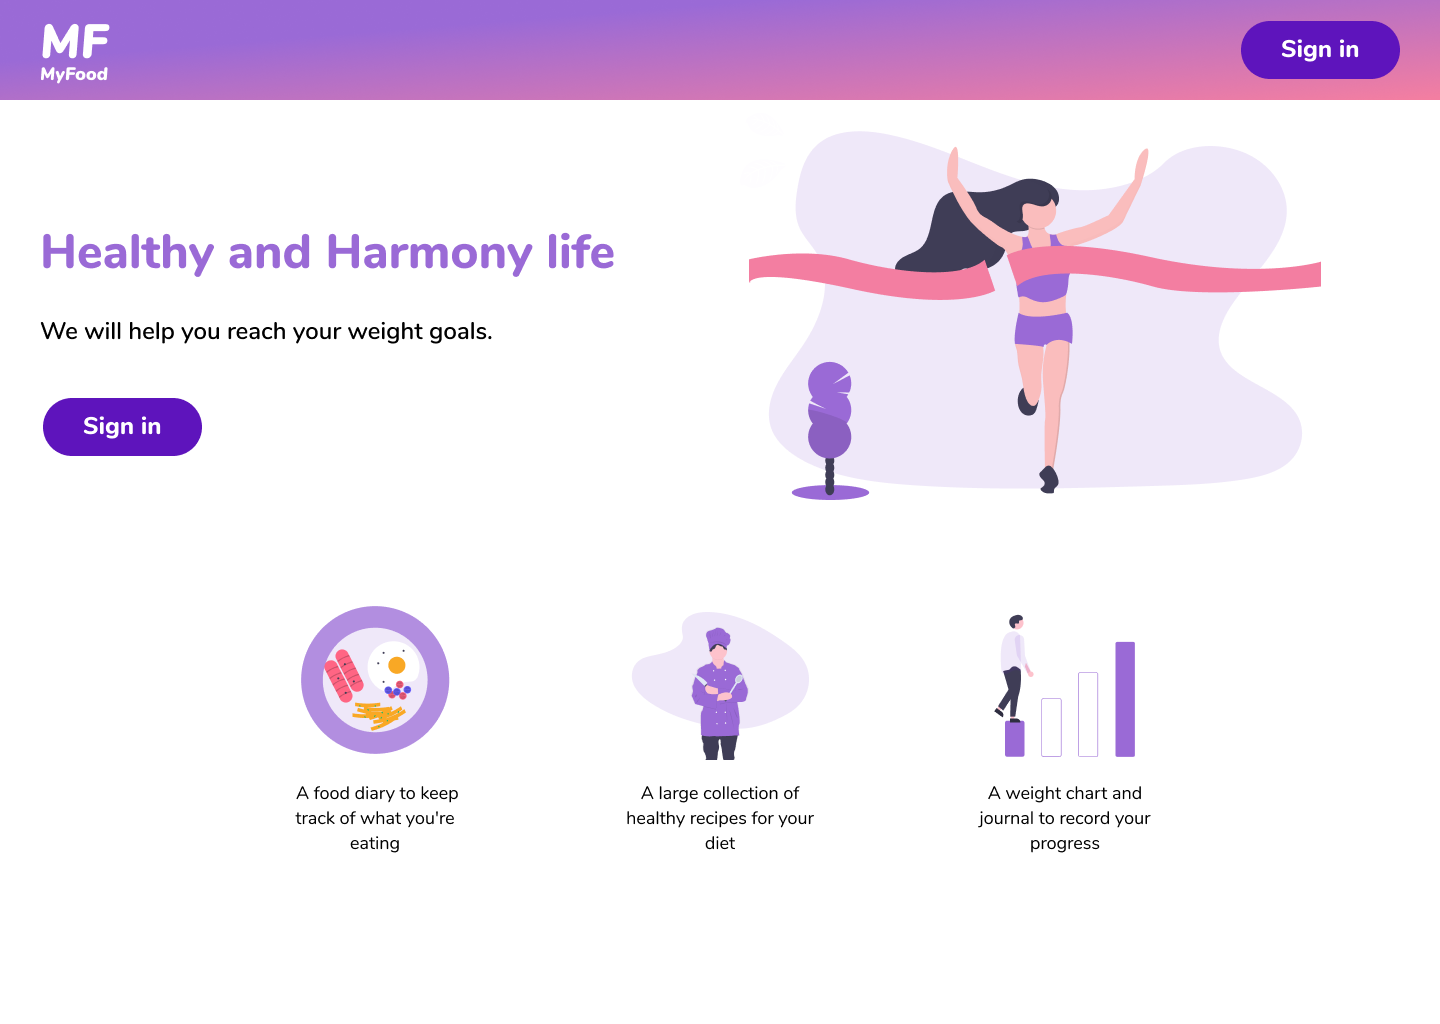 MF
MyFood
Sign in
Healthy and Harmony life
We will help you reach your weight goals.
Sign in
A food diary to keep
track of what you're
eating
A large collection of
healthy recipes for your
diet
A weight chart and
journal to record your
progress